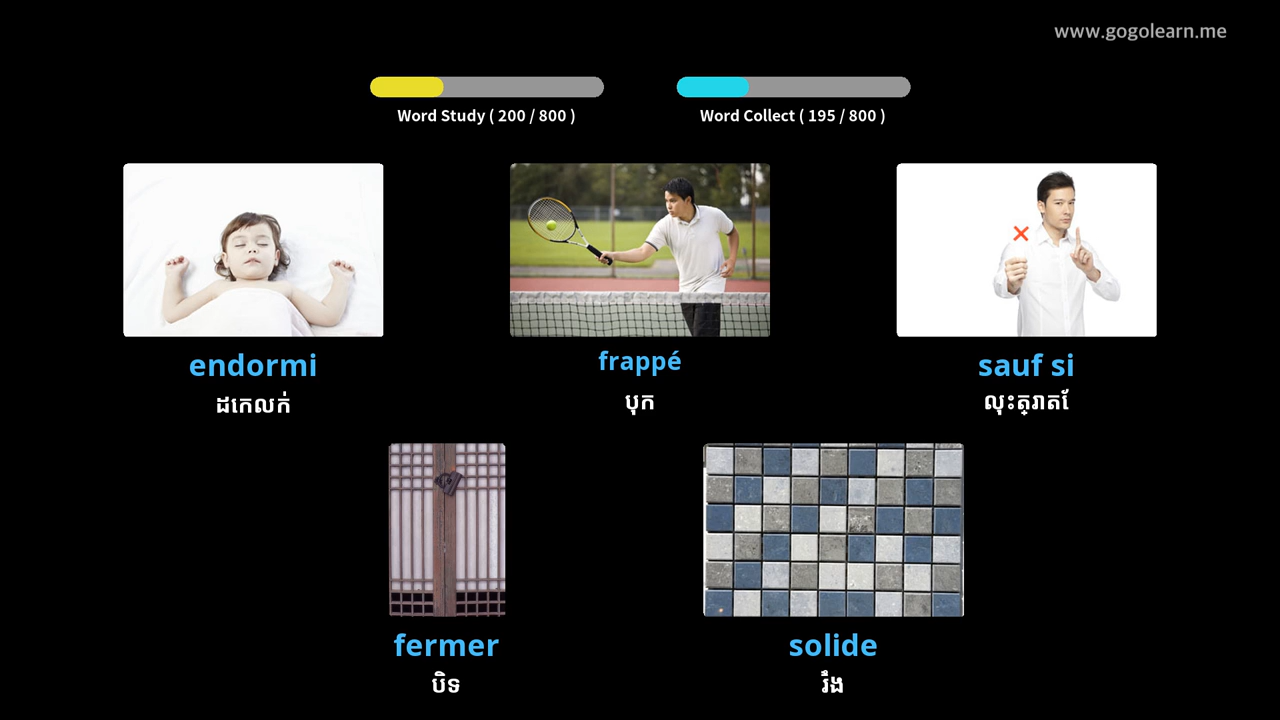 www.gogolearn.me
Word Study ( 200 / 800 )
Word Collect ( 195 / 800 )
endormi
ដេកលក់
frappé
បុក
sauf si
លុះត្រាតែ
fermer
បិទ
solide
រឹង